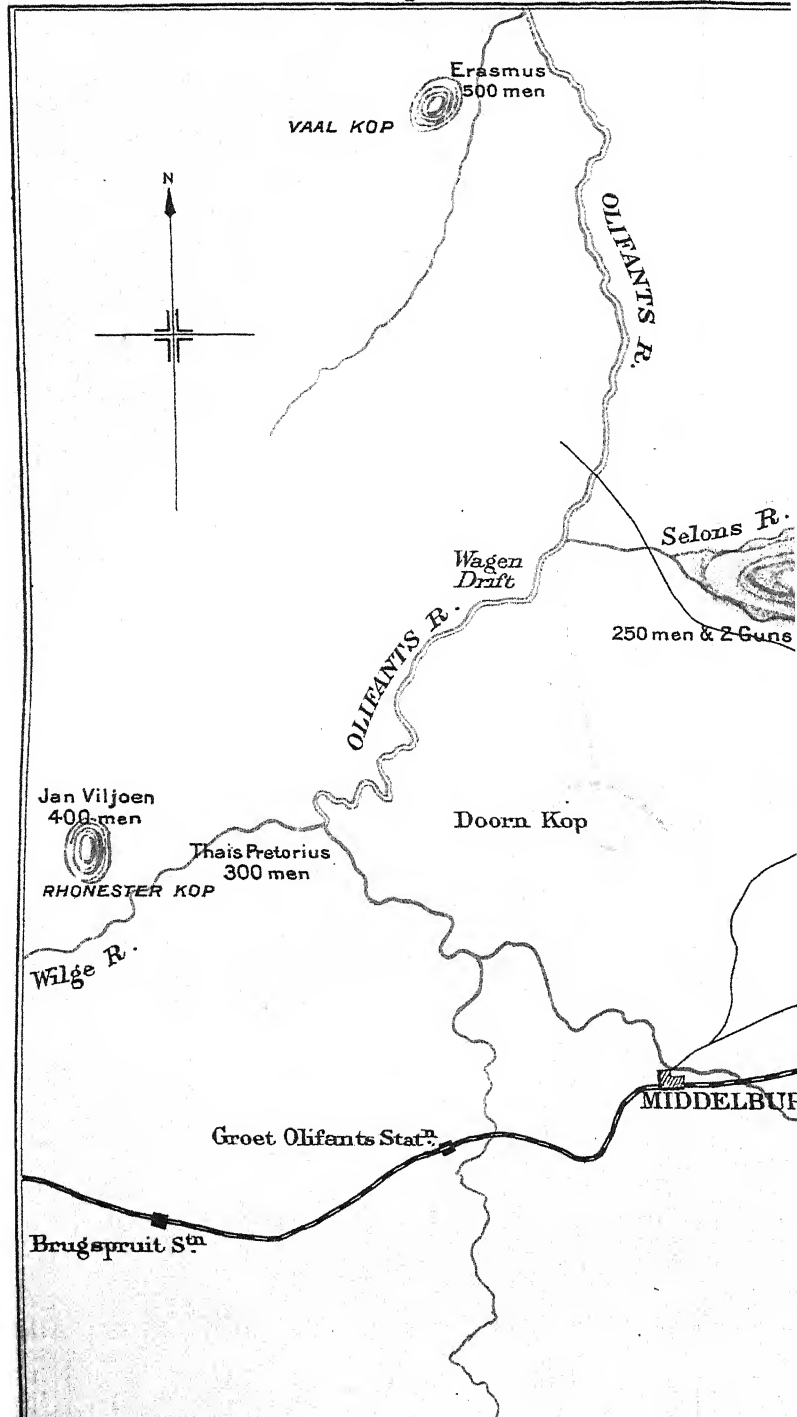 Erasmus
500 men
VAAL KOP
N
OLIFANTS R.
Selons R.
Wagen
Drift
250 men & 2 Guns
OLIFANTS R.
Jan Viljoen
400 men
Doorn Kop
Thais Pretorius
300 men
RHONESTER KOP
Wilge R.
MIDDELBUR
Groet Olifants Statn.
Brugspruit Stn.